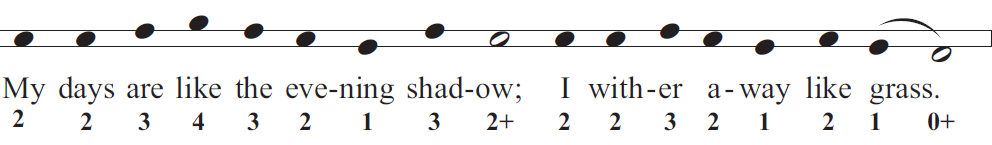 My days are like the eve-ning shad-ow; I with-er a-way like grass.
2 2 3 4 3 2 1 3 2+ 2 2 3 2 1 2 1 0+